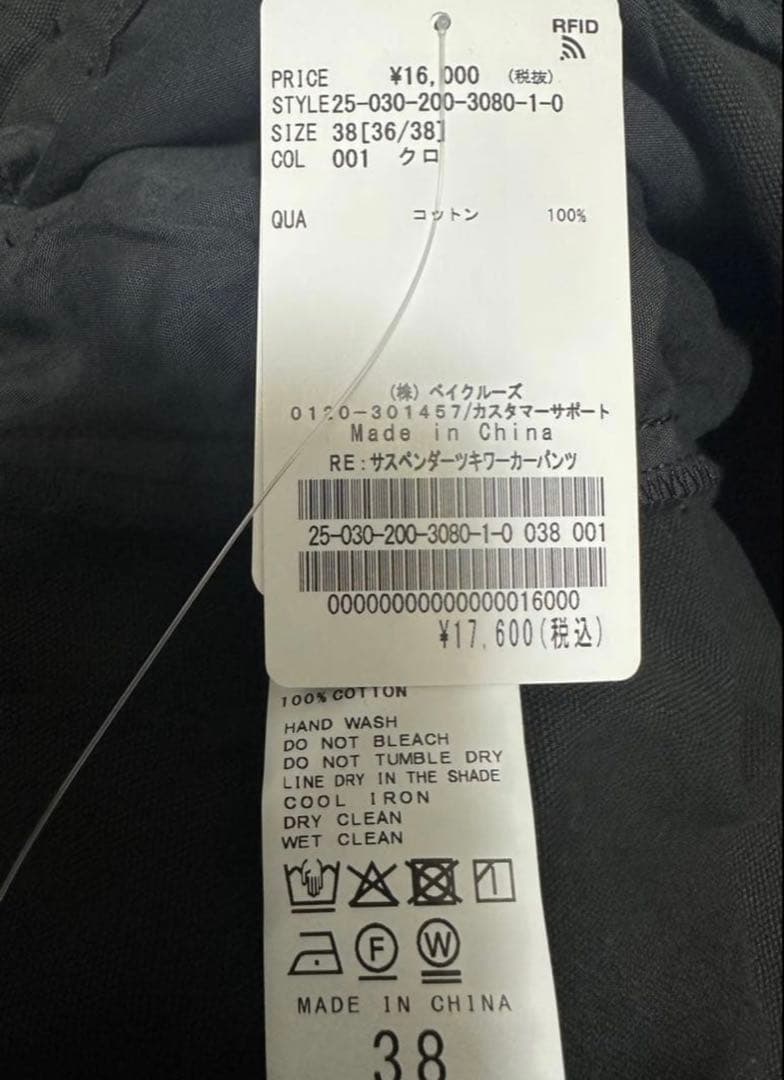 RFID
PRICE ¥16,000 (税抜)
STYLE25-030-200-3080-1-0
SIZE 38[36/38]
COL 001 クロ
QUA コットン 100%
(株) ベイクルーズ
0120-301457/カスタマーサポート
Made in China
RE:サスペンダーツキワーカーパンツ
25-030-200-3080-1-0 038 001
00000000000000016000
¥17,600(税込)
100% COTTON
HAND WASH
DO NOT BLEACH
DO NOT TUMBLE DRY
LINE DRY IN THE SHADE
COOL IRON
DRY CLEAN
WET CLEAN
F W
MADE IN CHINA
38